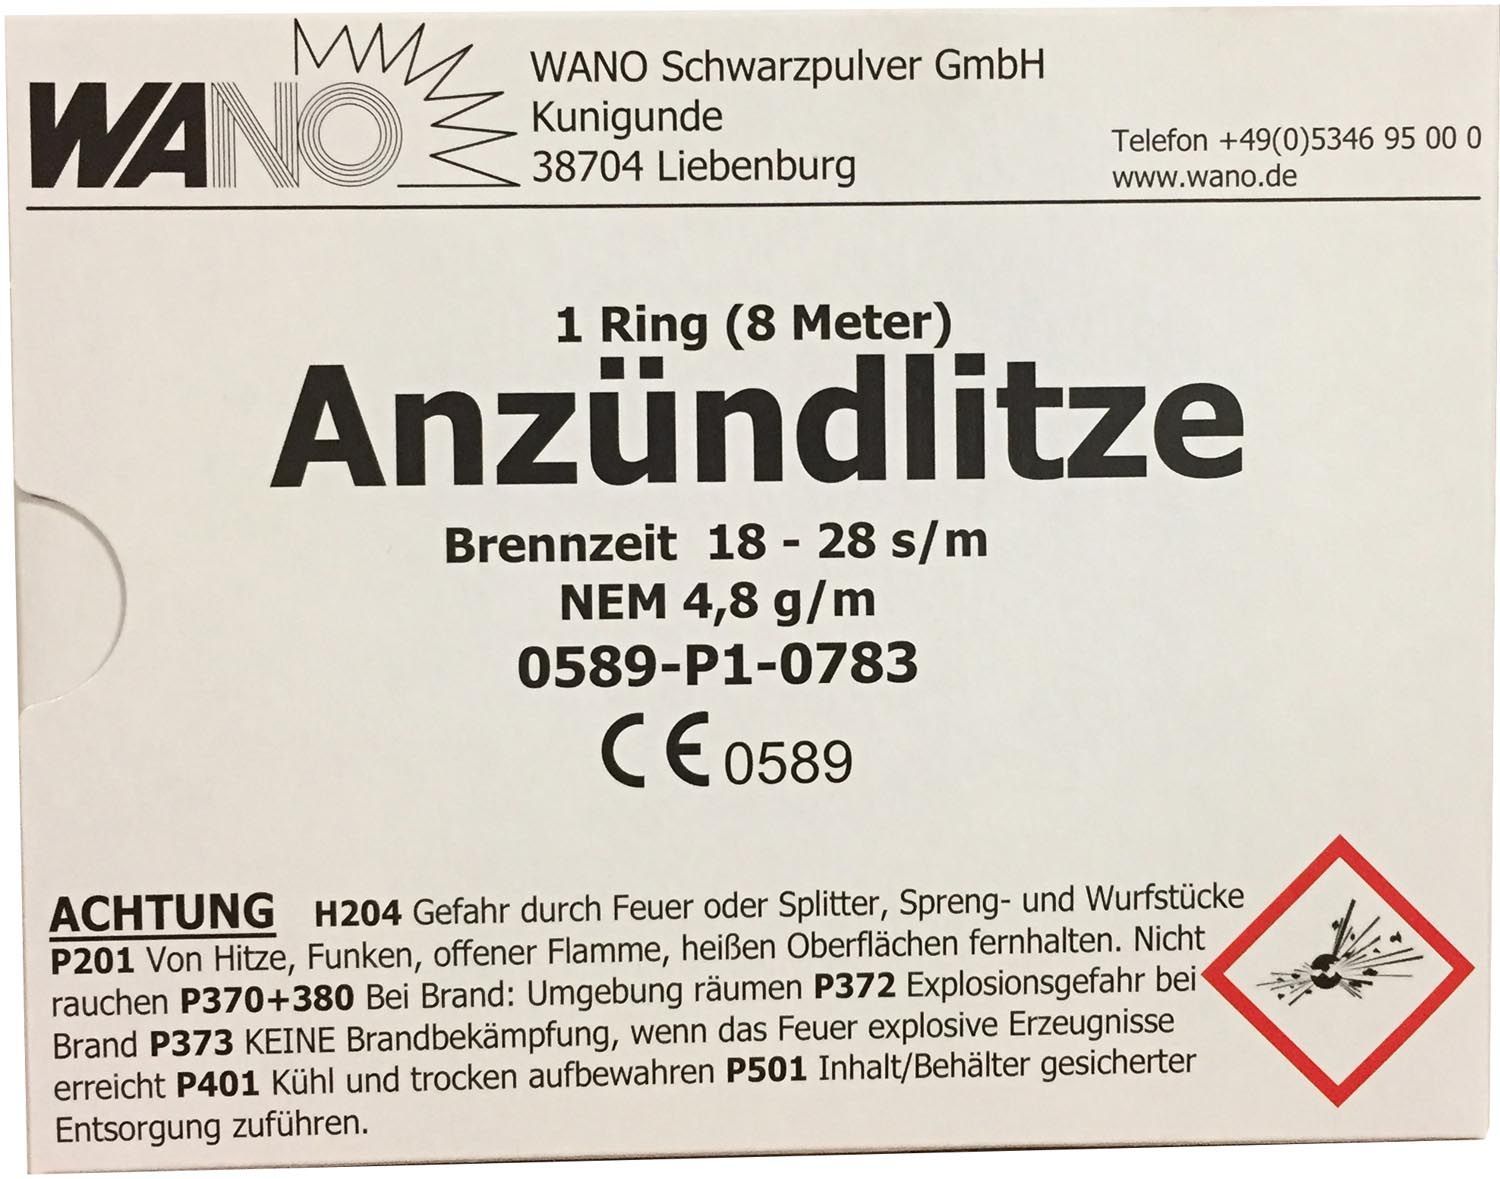 WANO
WANO Schwarzpulver GmbH
Kunigunde
38704 Liebenburg
Telefon +49(0)5346 95 00 0
www.wano.de
1 Ring (8 Meter)
Anzündlitze
Brennzeit 18 - 28 s/m
NEM 4,8 g/m
0589-P1-0783
CE 0589
ACHTUNG H204 Gefahr durch Feuer oder Splitter, Spreng- und Wurfstücke
P201 Von Hitze, Funken, offener Flamme, heißen Oberflächen fernhalten. Nicht
rauchen P370+380 Bei Brand: Umgebung räumen P372 Explosionsgefahr bei
Brand P373 KEINE Brandbekämpfung, wenn das Feuer explosive Erzeugnisse
erreicht P401 Kühl und trocken aufbewahren P501 Inhalt/Behälter gesicherter
Entsorgung zuführen.